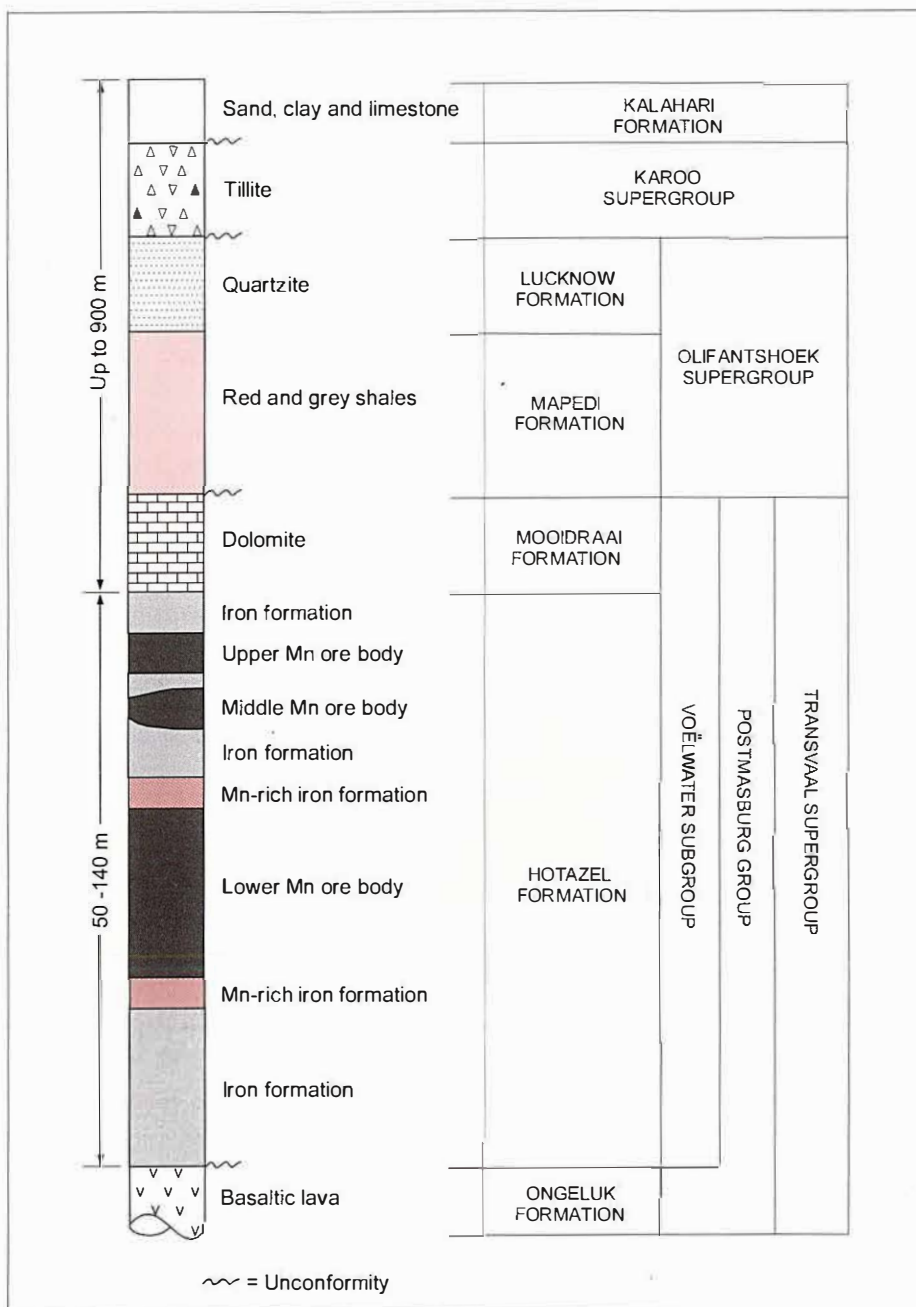 Up to 900 m
50 -140 m
Sand, clay and limestone
Tillite
Quartzite
Red and grey shales
Dolomite
Iron formation
Upper Mn ore body
Middle Mn ore body
Iron formation
Mn-rich iron formation
Lower Mn ore body
Mn-rich iron formation
Iron formation
Basaltic lava
KALAHARI
FORMATION
KAROO
SUPERGROUP
LUCKNOW
FORMATION
MAPEDI
FORMATION
OLIFANTSHOEK
SUPERGROUP
MOOIDRAAI
FORMATION
HOTAZEL
FORMATION
ONGELUK
FORMATION
VOËLWATER SUBGROUP
POSTMASBURG GROUP
TRANSVAAL SUPERGROUP
= Unconformity